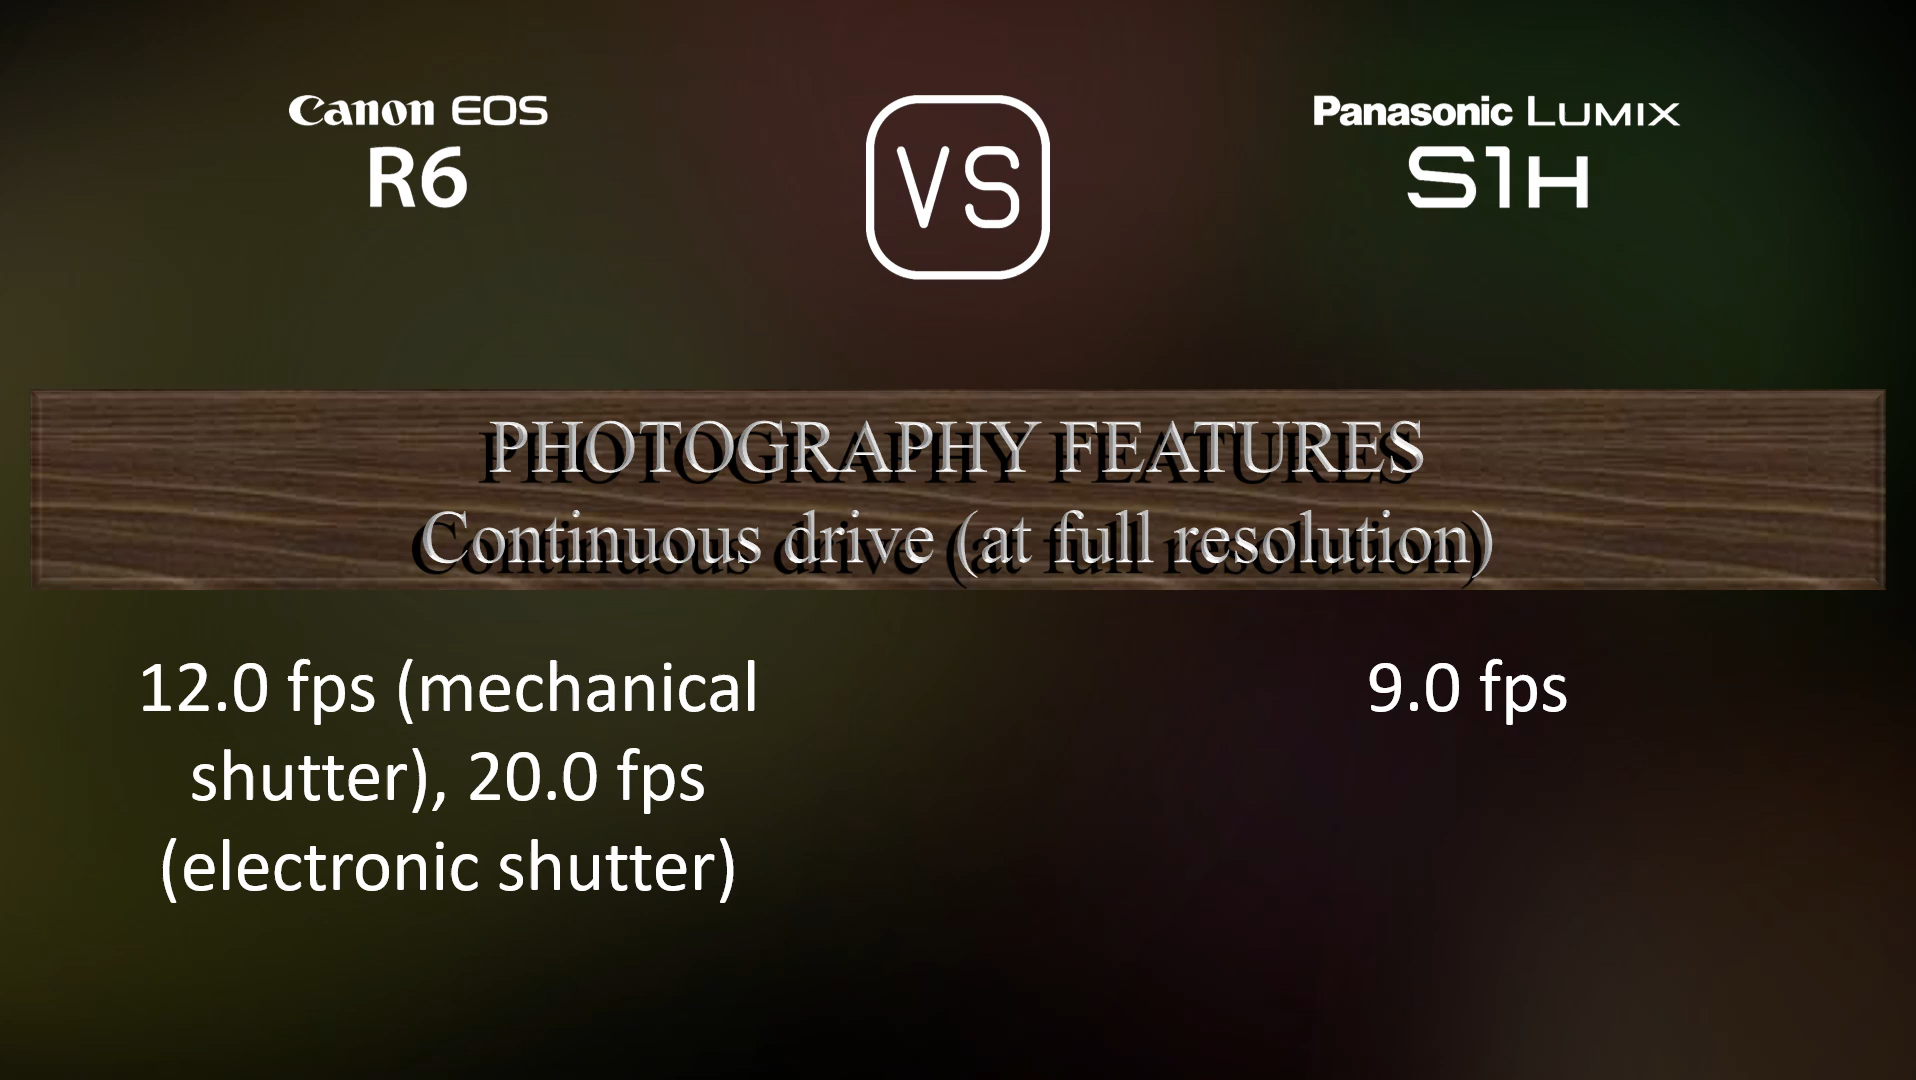 Canon EOS
R6
VS
Panasonic LUMIX
S1H
PHOTOGRAPHY FEATURES
Continuous drive (at full resolution)
12.0 fps (mechanical
shutter), 20.0 fps
(electronic shutter)
9.0 fps